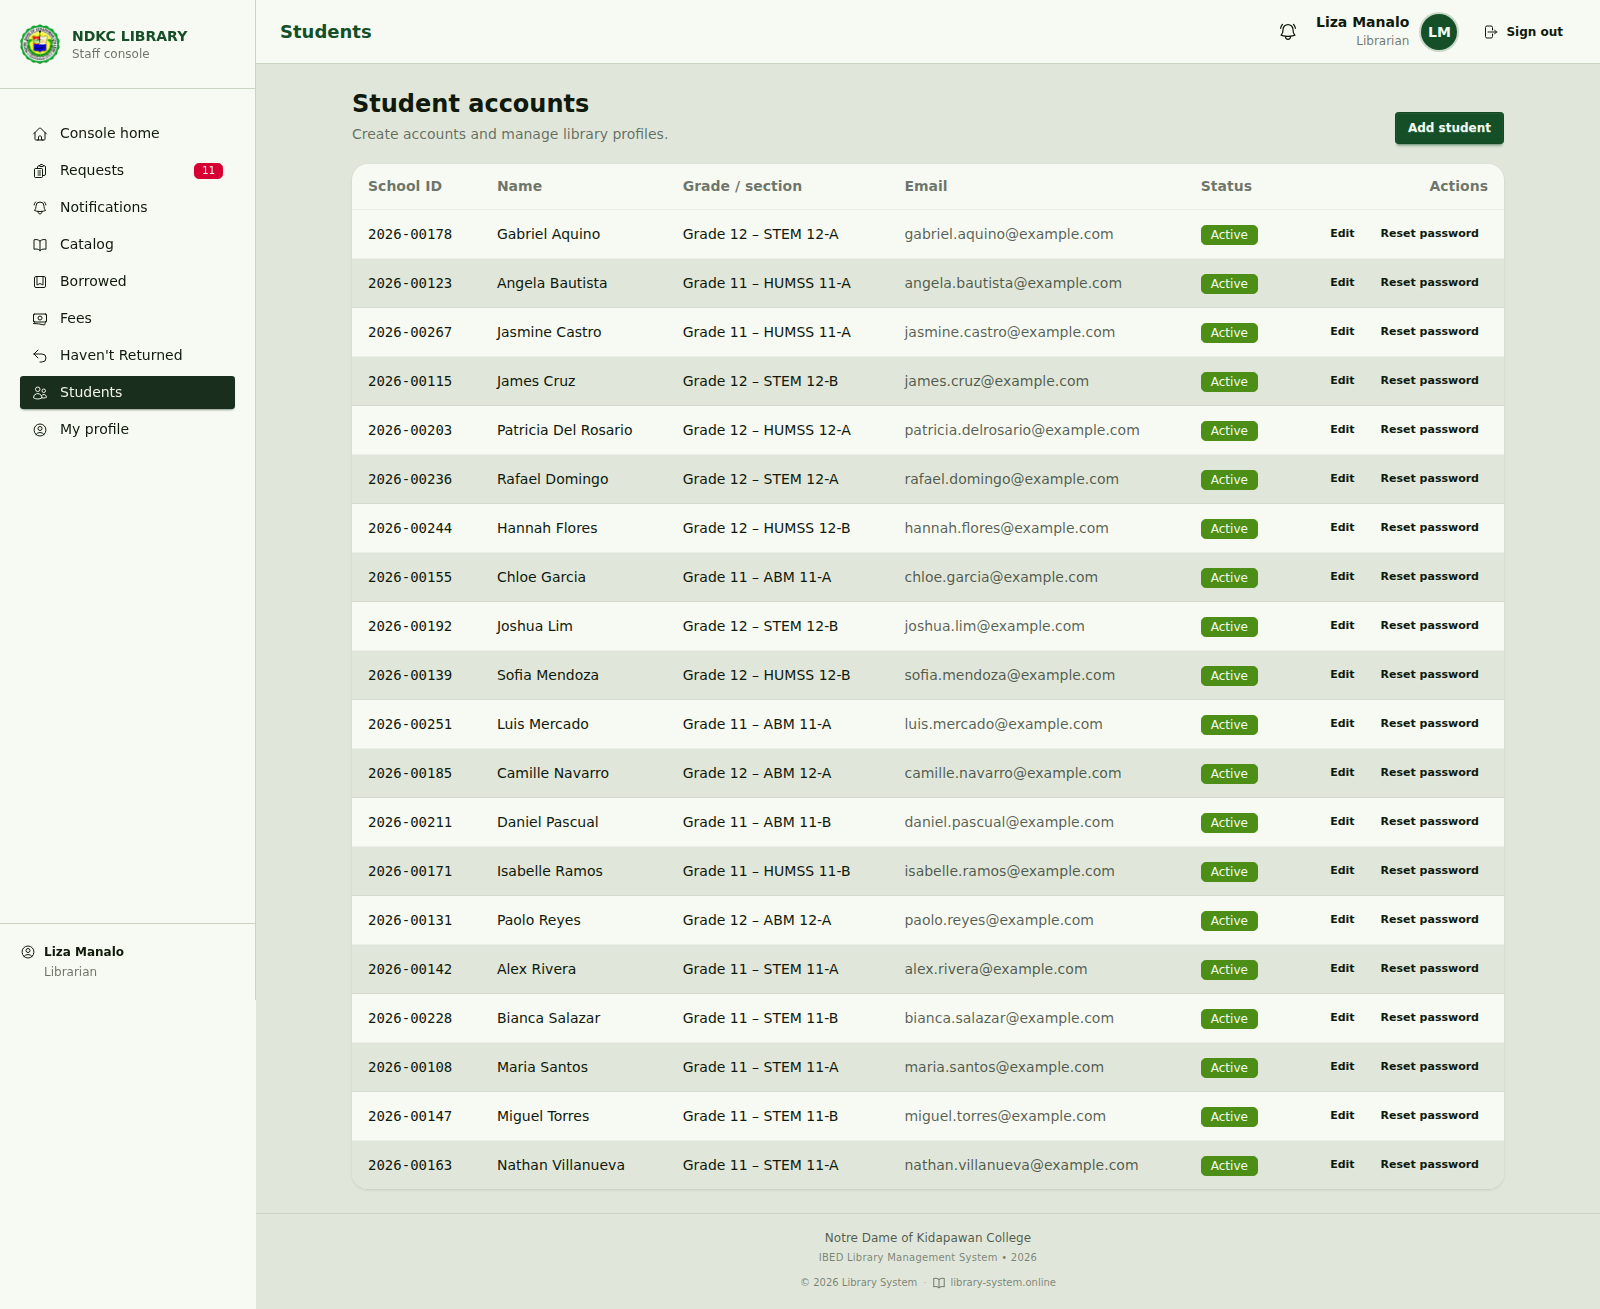 NDKC LIBRARY
Staff console
Console home
Requests 11
Notifications
Catalog
Borrowed
Fees
Haven't Returned
Students
My profile
Liza Manalo
Librarian
Students
Liza Manalo
Librarian
LM
Sign out
Student accounts
Create accounts and manage library profiles.
Add student
School ID Name Grade / section Email Status Actions
2026-00178 Gabriel Aquino Grade 12 – STEM 12-A gabriel.aquino@example.com Active Edit Reset password
2026-00123 Angela Bautista Grade 11 – HUMSS 11-A angela.bautista@example.com Active Edit Reset password
2026-00267 Jasmine Castro Grade 11 – HUMSS 11-A jasmine.castro@example.com Active Edit Reset password
2026-00115 James Cruz Grade 12 – STEM 12-B james.cruz@example.com Active Edit Reset password
2026-00203 Patricia Del Rosario Grade 12 – HUMSS 12-A patricia.delrosario@example.com Active Edit Reset password
2026-00236 Rafael Domingo Grade 12 – STEM 12-A rafael.domingo@example.com Active Edit Reset password
2026-00244 Hannah Flores Grade 12 – HUMSS 12-B hannah.flores@example.com Active Edit Reset password
2026-00155 Chloe Garcia Grade 11 – ABM 11-A chloe.garcia@example.com Active Edit Reset password
2026-00192 Joshua Lim Grade 12 – STEM 12-B joshua.lim@example.com Active Edit Reset password
2026-00139 Sofia Mendoza Grade 12 – HUMSS 12-B sofia.mendoza@example.com Active Edit Reset password
2026-00251 Luis Mercado Grade 11 – ABM 11-A luis.mercado@example.com Active Edit Reset password
2026-00185 Camille Navarro Grade 12 – ABM 12-A camille.navarro@example.com Active Edit Reset password
2026-00211 Daniel Pascual Grade 11 – ABM 11-B daniel.pascual@example.com Active Edit Reset password
2026-00171 Isabelle Ramos Grade 11 – HUMSS 11-B isabelle.ramos@example.com Active Edit Reset password
2026-00131 Paolo Reyes Grade 12 – ABM 12-A paolo.reyes@example.com Active Edit Reset password
2026-00142 Alex Rivera Grade 11 – STEM 11-A alex.rivera@example.com Active Edit Reset password
2026-00228 Bianca Salazar Grade 11 – STEM 11-B bianca.salazar@example.com Active Edit Reset password
2026-00108 Maria Santos Grade 11 – STEM 11-A maria.santos@example.com Active Edit Reset password
2026-00147 Miguel Torres Grade 11 – STEM 11-B miguel.torres@example.com Active Edit Reset password
2026-00163 Nathan Villanueva Grade 11 – STEM 11-A nathan.villanueva@example.com Active Edit Reset password
Notre Dame of Kidapawan College
IBED Library Management System • 2026
© 2026 Library System · library-system.online